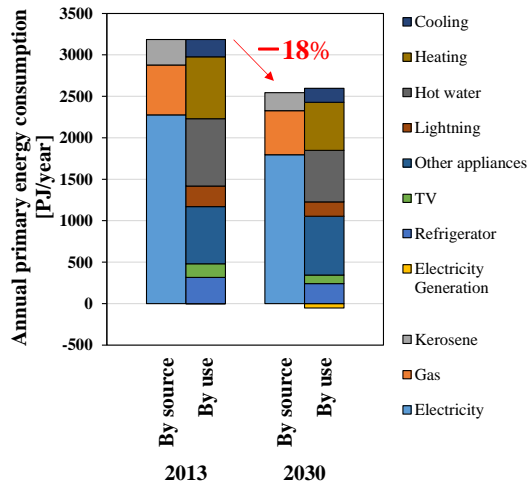 Annual primary energy consumption
[PJ/year]
3500
3000
2500
2000
1500
1000
500
0
-500
−18%
By source
By use
By source
By use
2013
2030
Cooling
Heating
Hot water
Lightning
Other appliances
TV
Refrigerator
Electricity
Generation
Kerosene
Gas
Electricity